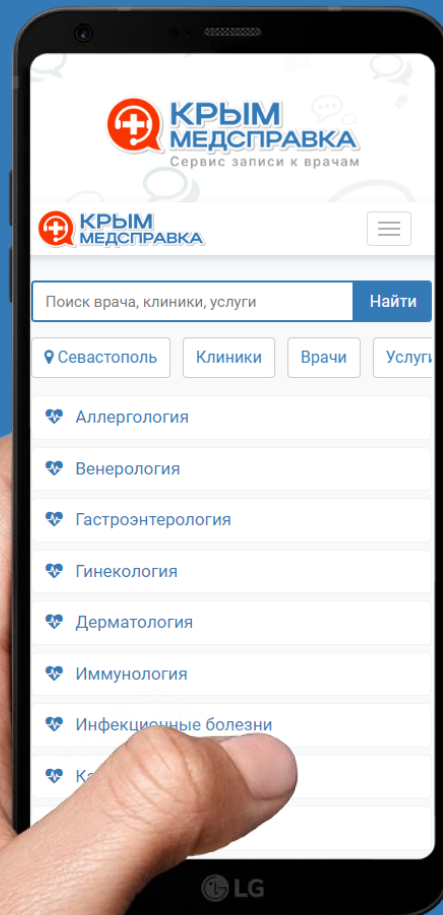 КРЫМ
МЕДСПРАВКА
Сервис записи к врачам
КРЫМ
МЕДСПРАВКА
Поиск врача, клиники, услуги Найти
Севастополь Клиники Врачи
Аллергология
Венерология
Гастроэнтерология
Гинекология
Дерматология
Иммунология
Инфекционные болезни
LG